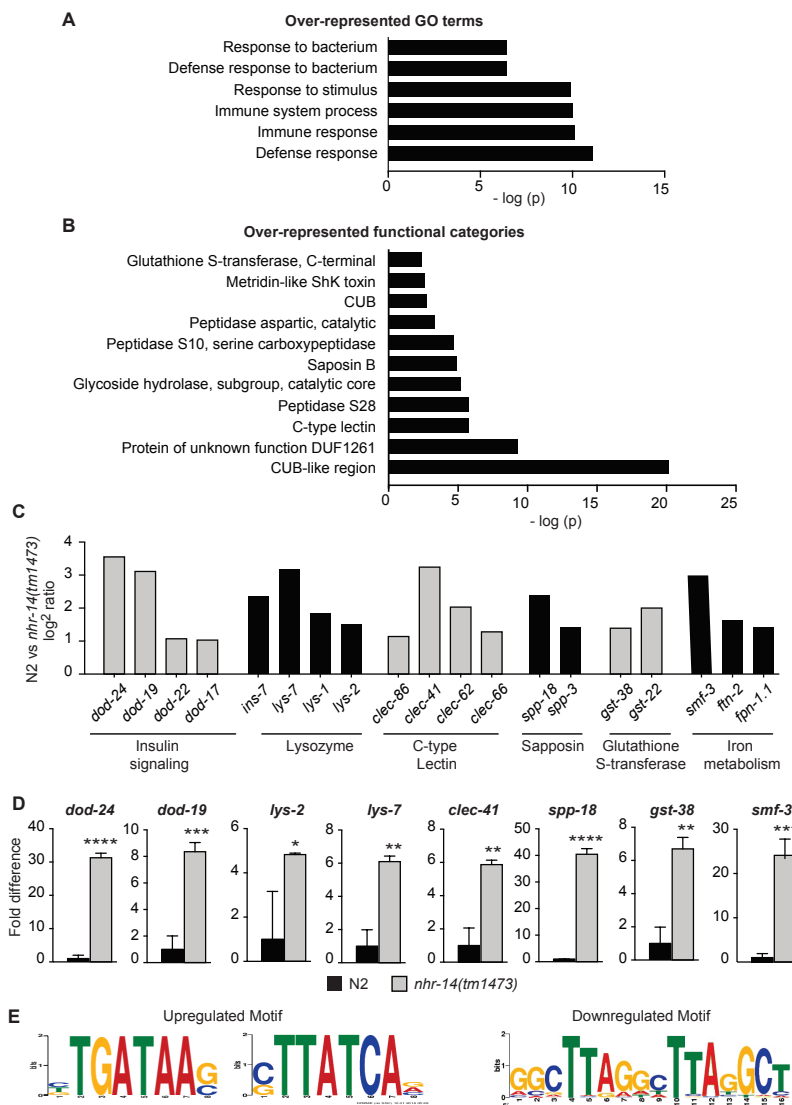 A
Over-represented GO terms
Response to bacterium
Defense response to bacterium
Response to stimulus
Immune system process
Immune response
Defense response
0 5 10 15
- log (p)
B
Over-represented functional categories
Glutathione S-transferase, C-terminal
Metridin-like ShK toxin
CUB
Peptidase aspartic, catalytic
Peptidase S10, serine carboxypeptidase
Saposin B
Glycoside hydrolase, subgroup, catalytic core
Peptidase S28
C-type lectin
Protein of unknown function DUF1261
CUB-like region
0 5 10 15 20 25
- log (p)
C
N2 vs nhr-14(tm1473)
log² ratio
4
3
2
1
0
dod-24 dod-19 dod-22 dod-17 ins-7 lys-7 lys-1 lys-2 clec-86 clec-41 clec-62 clec-66 spp-18 spp-3 gst-38 gst-22 smf-3 ftn-2 fpn-1.1
Insulin signaling
Lysozyme
C-type Lectin
Sapposin
Glutathione S-transferase
Iron metabolism
D
dod-24 dod-19 lys-2 lys-7 clec-41 spp-18 gst-38 smf-3
Fold difference
40 30 20 10 0
****
10 8 6 4 2 0
***
6 4 2 0
*
8 6 4 2 0
**
8 6 4 2 0
**
50 40 30 20 10 0
****
8 6 4 2 0
**
30 20 10 0
N2 nhr-14(tm1473)
E
Upregulated Motif
Downregulated Motif
bits
TGATAA
bits
TTATCA
bits
GGCTTAGGCTTAGGCT